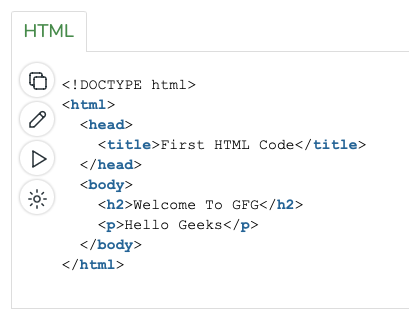 HTML
<!DOCTYPE html>
<html>
<head>
<title>First HTML Code</title>
</head>
<body>
<h2>Welcome To GFG</h2>
<p>Hello Geeks</p>
</body>
</html>